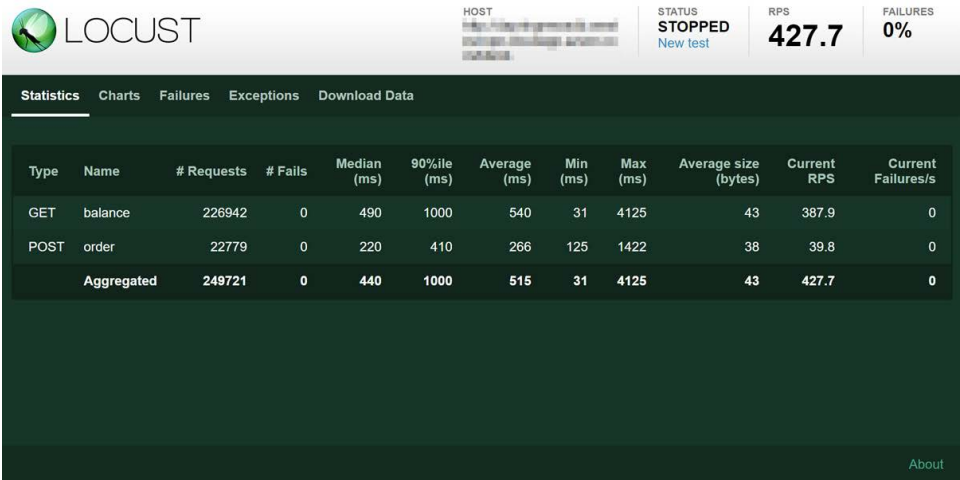 LOCUST
HOST
STATUS
STOPPED
New test
RPS
427.7
FAILURES
0%
Statistics Charts Failures Exceptions Download Data
Type Name # Requests # Fails Median (ms) 90%ile (ms) Average (ms) Min (ms) Max (ms) Average size (bytes) Current RPS Current Failures/s
GET balance 226942 0 490 1000 540 31 4125 43 387.9 0
POST order 22779 0 220 410 266 125 1422 38 39.8 0
Aggregated 249721 0 440 1000 515 31 4125 43 427.7 0
About